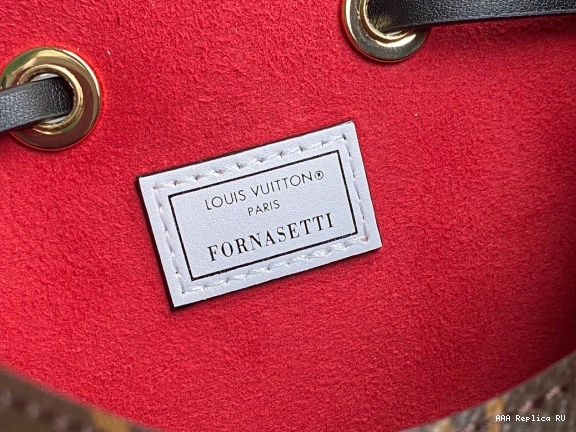 LOUIS VUITTON®
PARIS
FORNASETTI
AAA Replica RU